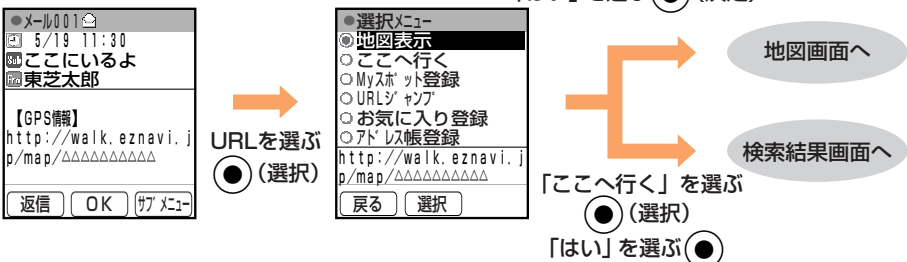 ●メール001
5/19 11:30
Sub ここにいるよ
東芝太郎
【GPS情報】
http://walk.eznavi.j
p/map/△△△△△△△△△△
返信 OK ｻﾌﾞﾒﾆｭｰ
URLを選ぶ
(選択)
●選択ﾒﾆｭｰ
◎地図表示
○ここへ行く
○Myｽﾎﾟｯﾄ登録
○URLｼﾞｬﾝﾌﾟ
○お気に入り登録
○ｱﾄﾞﾚｽ帳登録
http://walk.eznavi.j
p/map/△△△△△△△△△△
戻る 選択
地図画面へ
検索結果画面へ
「ここへ行く」を選ぶ
(選択)
「はい」を選ぶ